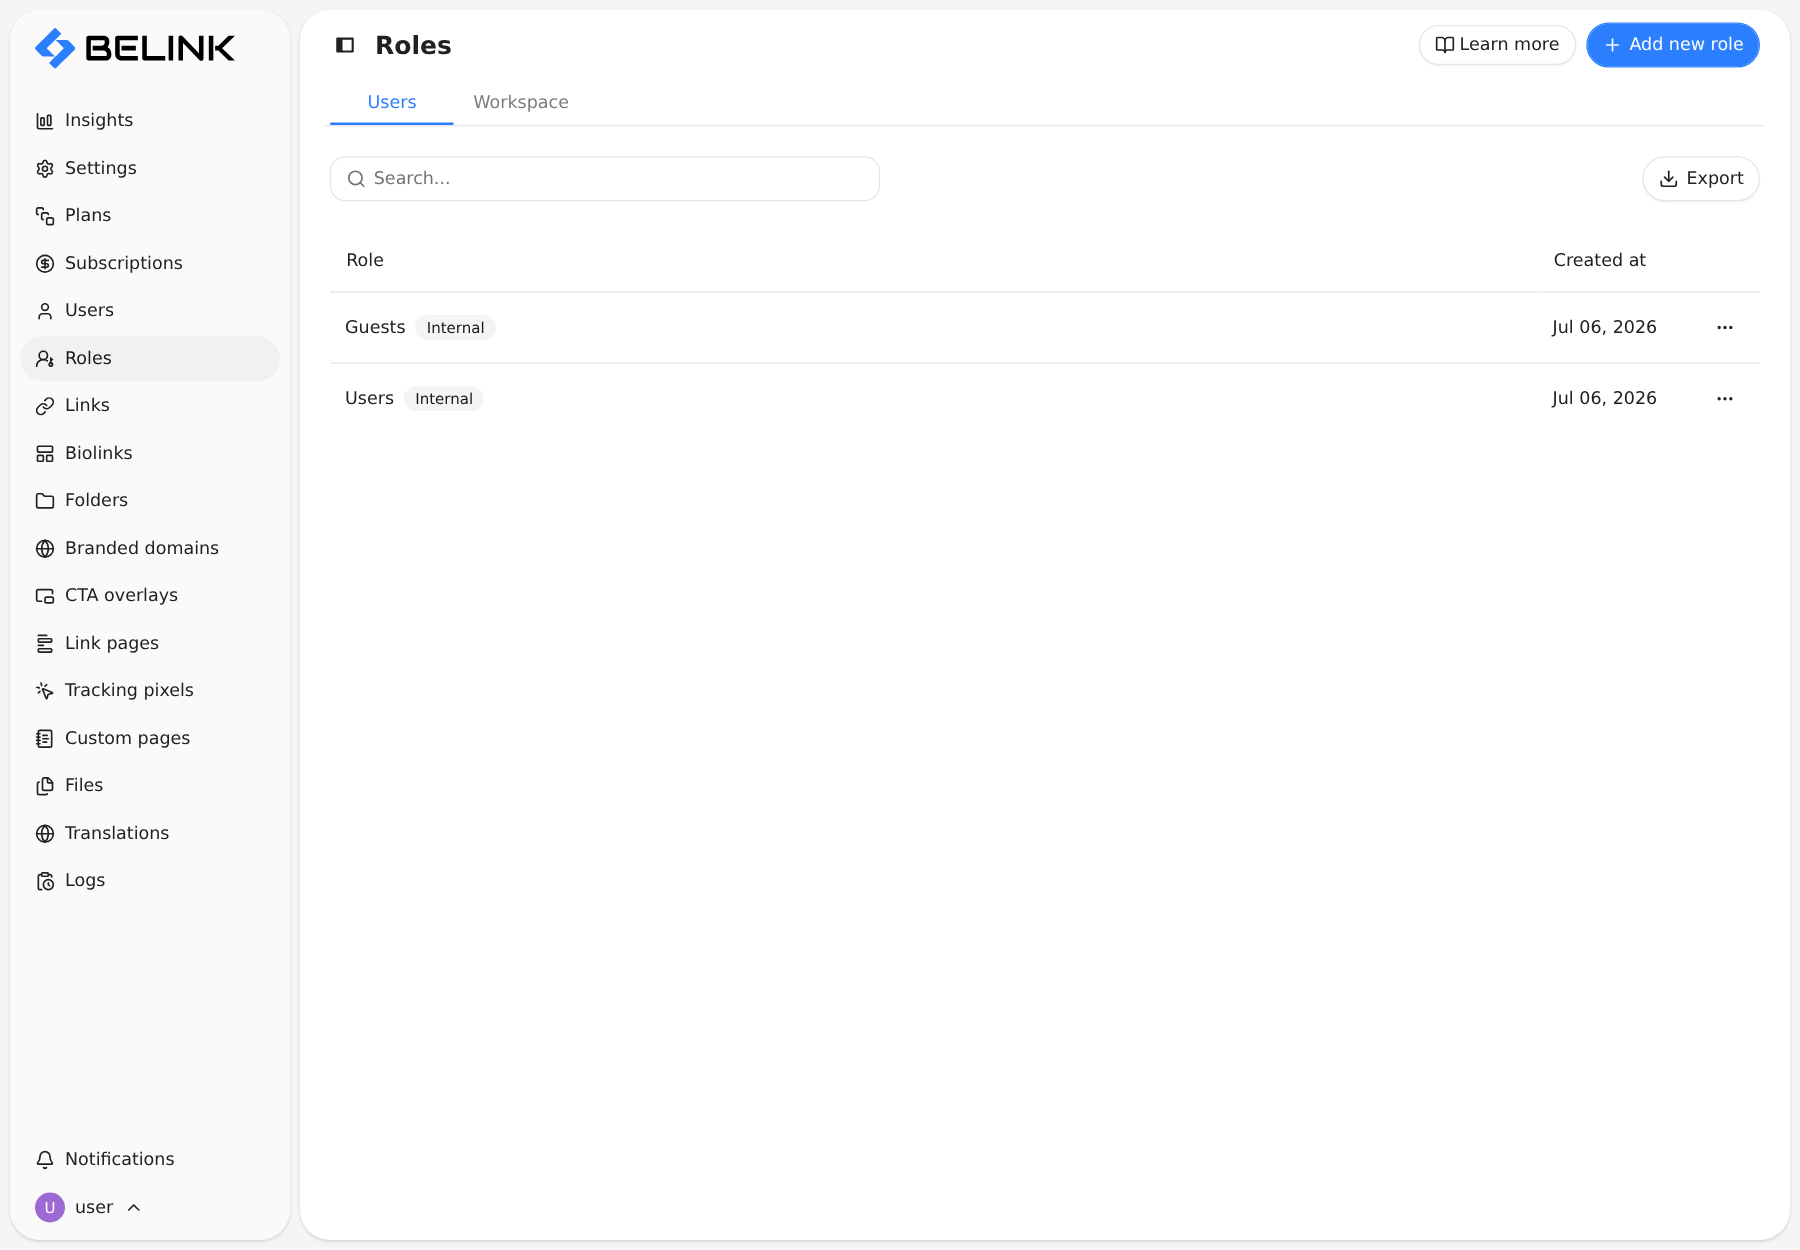 BELINK
Insights
Settings
Plans
Subscriptions
Users
Roles
Links
Biolinks
Folders
Branded domains
CTA overlays
Link pages
Tracking pixels
Custom pages
Files
Translations
Logs
Notifications
U user
Roles
Learn more
Add new role
Users Workspace
Search...
Export
Role Created at
Guests Internal Jul 06, 2026
Users Internal Jul 06, 2026